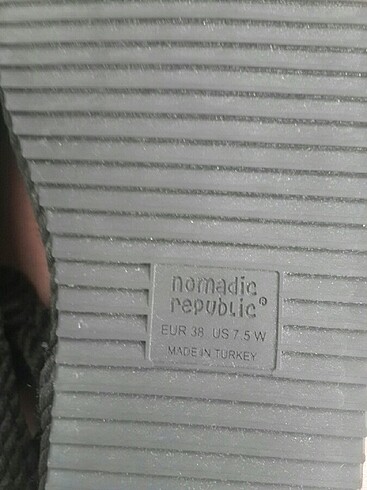 nomadic
republic®
EUR 38 US 7.5 W
MADE IN TURKEY